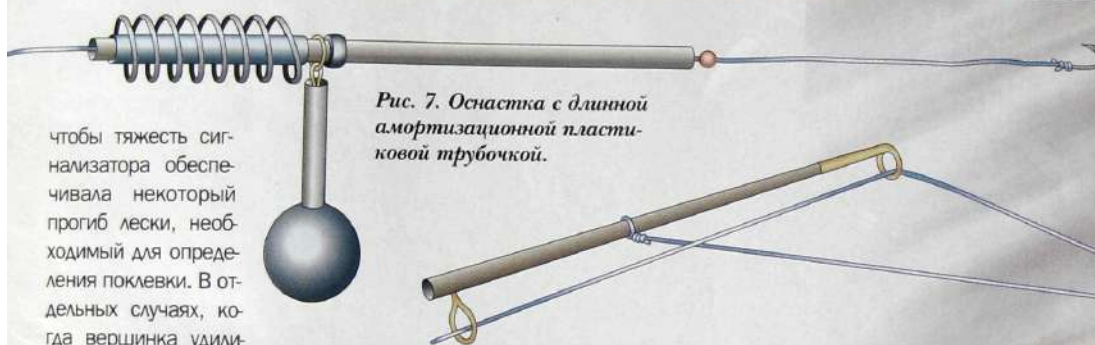 Рис. 7. Оснастка с длинной
амортизационной пласти-
ковой трубочкой.
чтобы тяжесть сиг-
нализатора обеспе-
чивала некоторый
прогиб лески, необ-
ходимый для опреде-
ления поклевки. В от-
дельных случаях, ко-
гда вершинка удили-